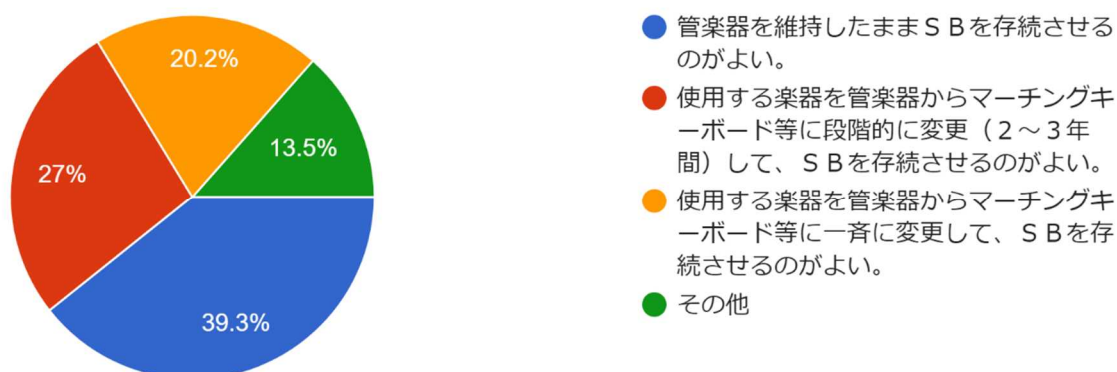 20.2%
13.5%
27%
39.3%
管楽器を維持したままＳＢを存続させる
のがよい。
使用する楽器を管楽器からマーチングキ
ーボード等に段階的に変更（２～３年
間）して、ＳＢを存続させるのがよい。
使用する楽器を管楽器からマーチングキ
ーボード等に一斉に変更して、ＳＢを存
続させるのがよい。
その他